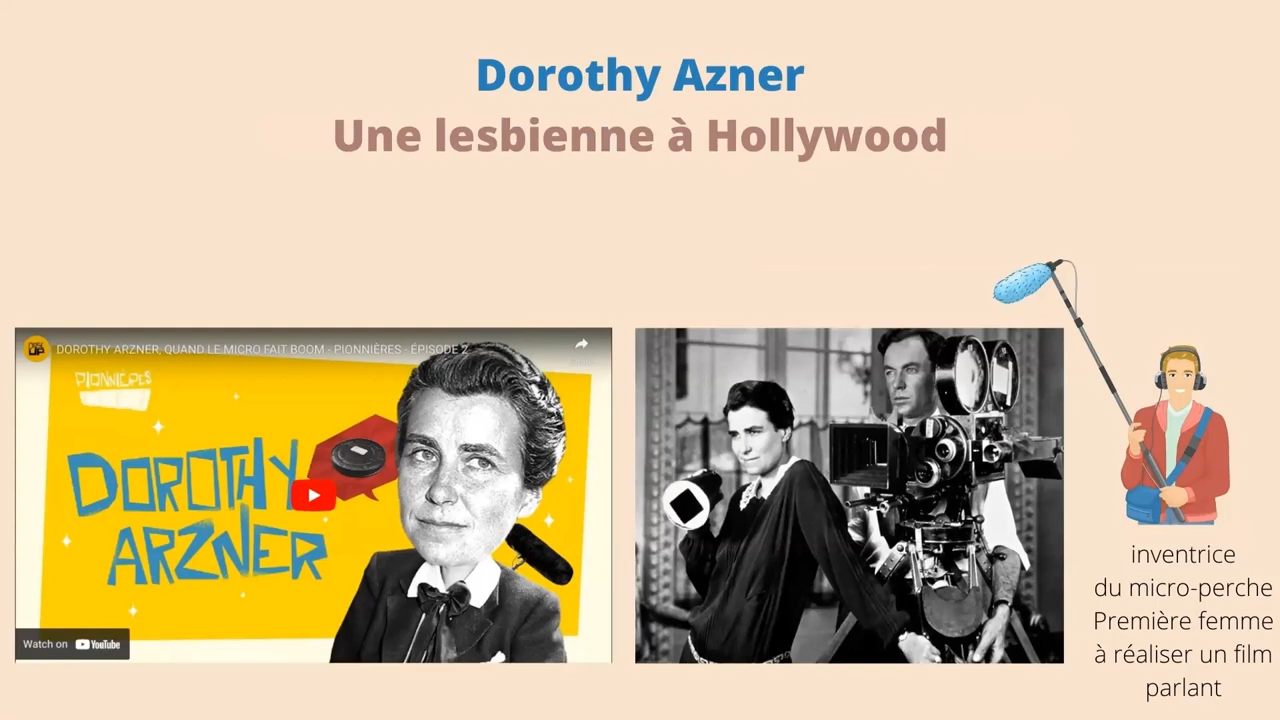 Dorothy Azner
Une lesbienne à Hollywood
DOROTHY ARZNER, QUAND LE MICRO FAIT BOOM - PIONNIÈRES - ÉPISODE 2
PIONNIÈRES
DOROTHY
ARZNER
Watch on YouTube
inventrice
du micro-perche
Première femme
à réaliser un film
parlant